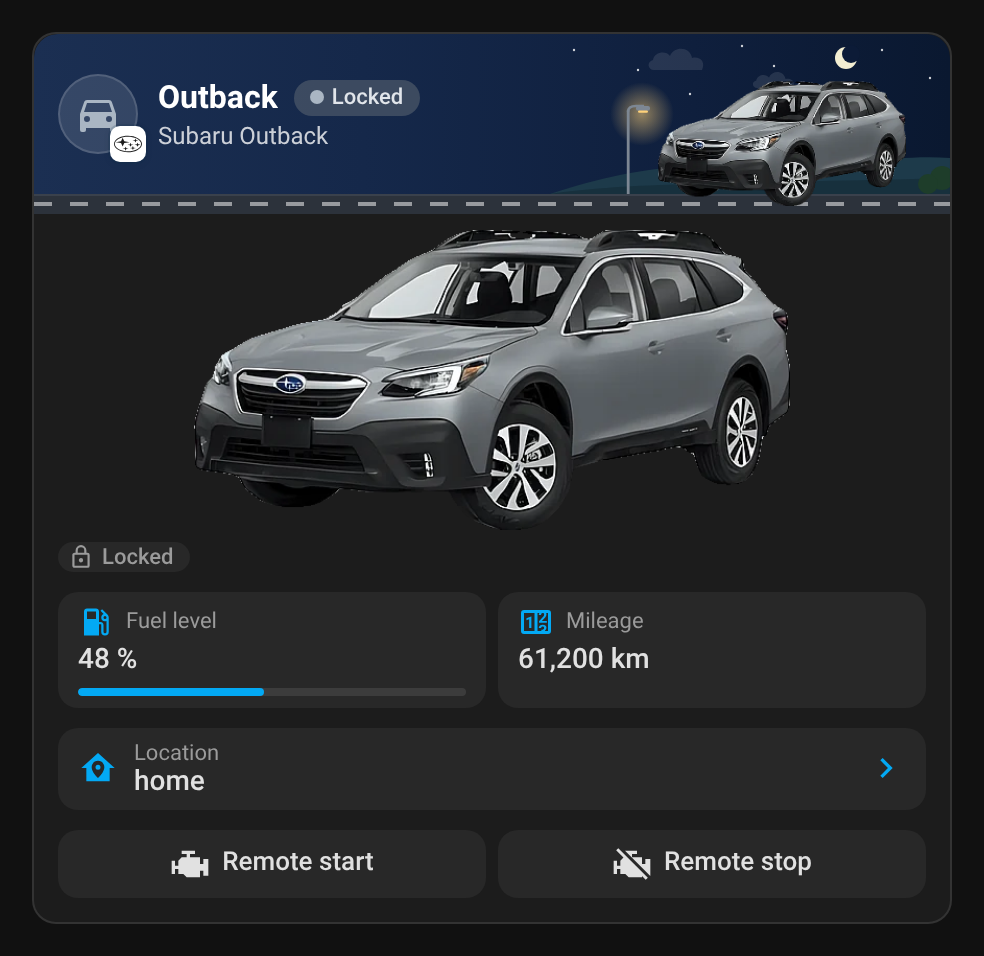 Outback
Locked
Subaru Outback
Locked
Fuel level
48 %
Mileage
61,200 km
Location
home
Remote start
Remote stop